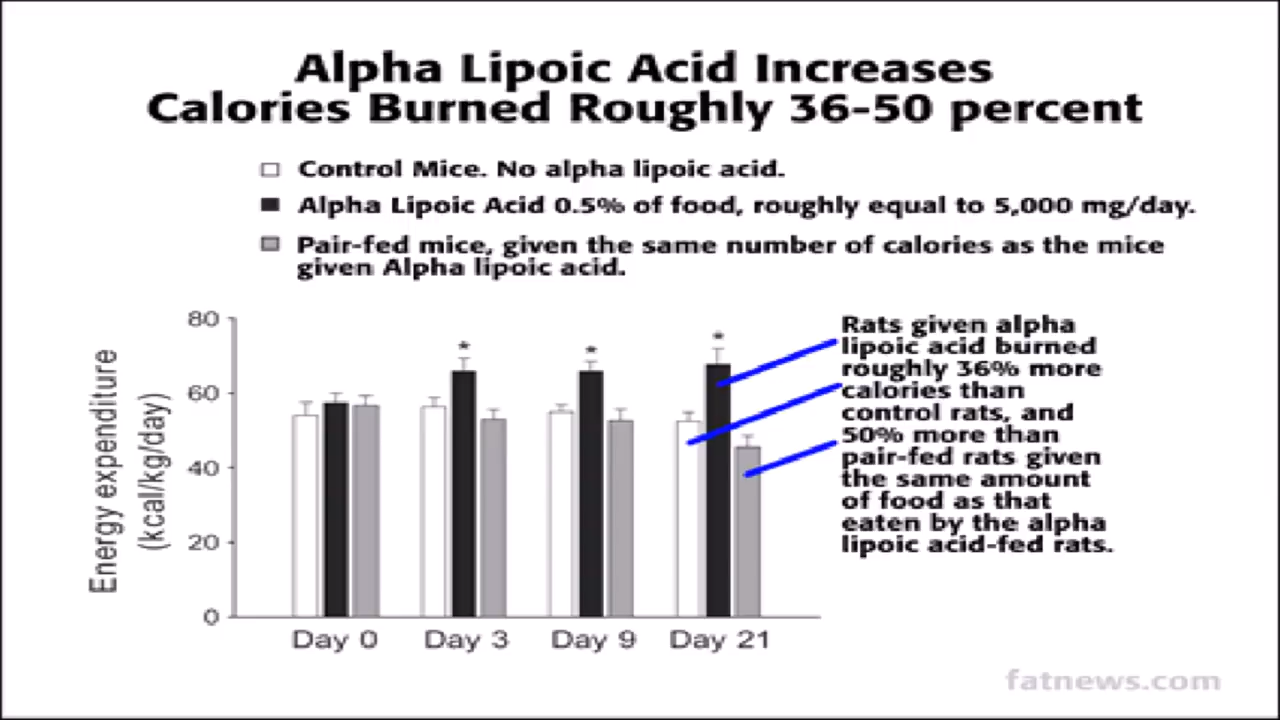 Alpha Lipoic Acid Increases
Calories Burned Roughly 36-50 percent
Control Mice. No alpha lipoic acid.
Alpha Lipoic Acid 0.5% of food, roughly equal to 5,000 mg/day.
Pair-fed mice, given the same number of calories as the mice
given Alpha lipoic acid.
Energy expenditure
(kcal/kg/day)
80
60
40
20
0
*
*
*
Day 0
Day 3
Day 9
Day 21
Rats given alpha
lipoic acid burned
roughly 36% more
calories than
control rats, and
50% more than
pair-fed rats given
the same amount
of food as that
eaten by the alpha
lipoic acid-fed rats.
fatnews.com